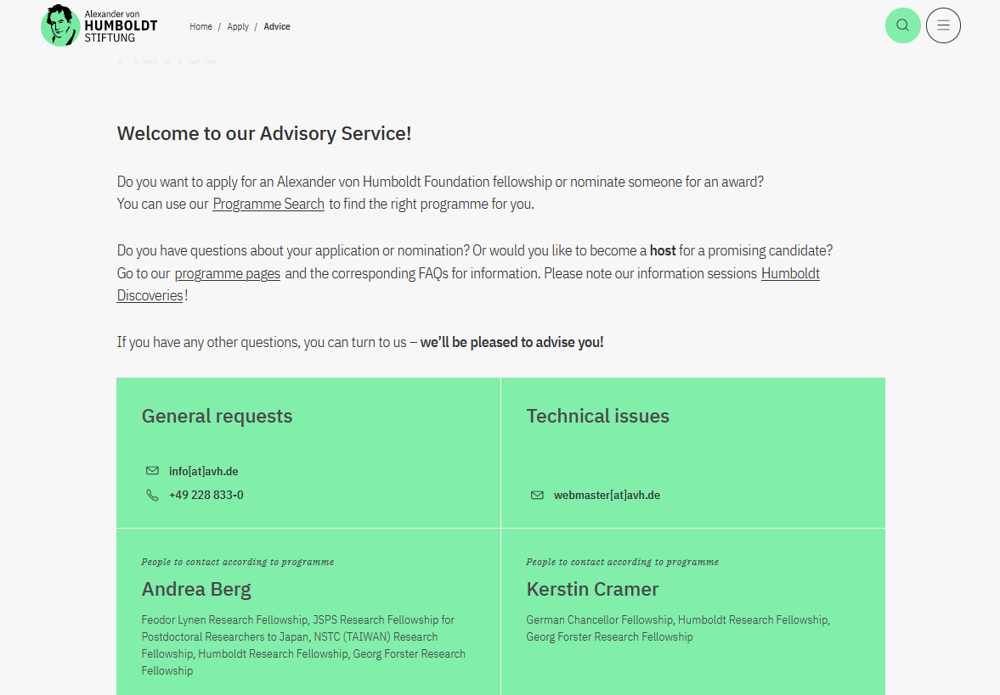 Alexander von
HUMBOLDT
STIFTUNG
Home / Apply / Advice
Welcome to our Advisory Service!
Do you want to apply for an Alexander von Humboldt Foundation fellowship or nominate someone for an award?
You can use our Programme Search to find the right programme for you.
Do you have questions about your application or nomination? Or would you like to become a host for a promising candidate?
Go to our programme pages and the corresponding FAQs for information. Please note our information sessions Humboldt
Discoveries!
If you have any other questions, you can turn to us – we’ll be pleased to advise you!
General requests
info[at]avh.de
+49 228 833-0
Technical issues
webmaster[at]avh.de
People to contact according to programme
Andrea Berg
Feodor Lynen Research Fellowship, JSPS Research Fellowship for
Postdoctoral Researchers to Japan, NSTC (TAIWAN) Research
Fellowship, Humboldt Research Fellowship, Georg Forster Research
Fellowship
People to contact according to programme
Kerstin Cramer
German Chancellor Fellowship, Humboldt Research Fellowship,
Georg Forster Research Fellowship